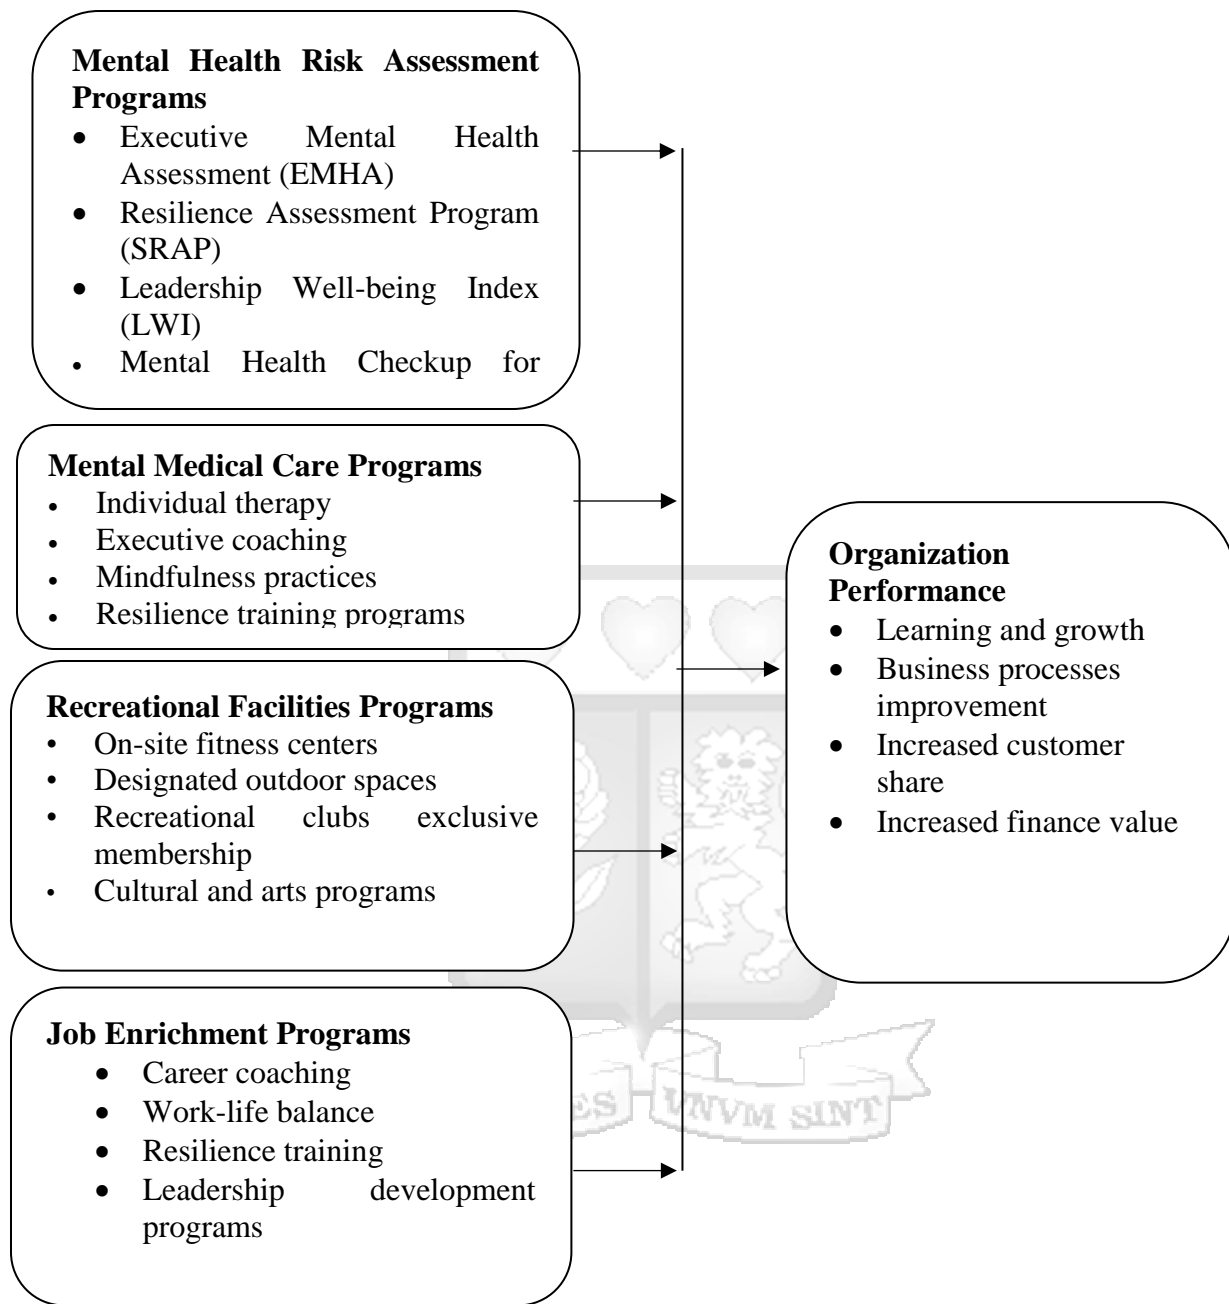 Mental Health Risk Assessment
Programs
• Executive Mental Health
Assessment (EMHA)
• Resilience Assessment Program
(SRAP)
• Leadership Well-being Index
(LWI)
• Mental Health Checkup for
Mental Medical Care Programs
• Individual therapy
• Executive coaching
• Mindfulness practices
• Resilience training programs
Recreational Facilities Programs
• On-site fitness centers
• Designated outdoor spaces
• Recreational clubs exclusive
membership
• Cultural and arts programs
Job Enrichment Programs
• Career coaching
• Work-life balance
• Resilience training
• Leadership development
programs
Organization
Performance
• Learning and growth
• Business processes
improvement
• Increased customer
share
• Increased finance value
VNVM SINT